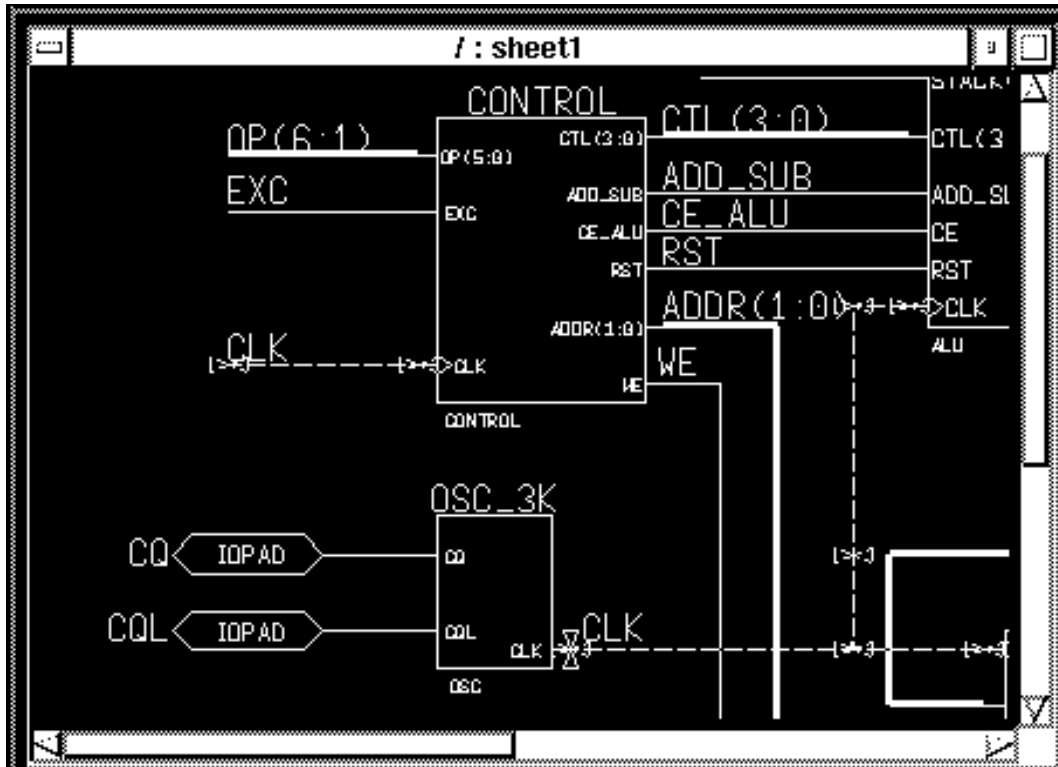 / : sheet1
CONTROL
OP(6:1)
OP(5:0)
CTL(3:0)
CTL(3:0)
CTL(3
EXC
EXC
ADD_SUB
ADD_SUB
CE_ALU
CE_ALU
CE
RST
RST
RST
ADDR(1:0)
ADDR(1:0)
CLK
ALU
CLK
CLK
WE
WE
CONTROL
OSC_3K
CQ
IOPAD
CQ
CQL
IOPAD
CQL
CLK
CLK
OSC